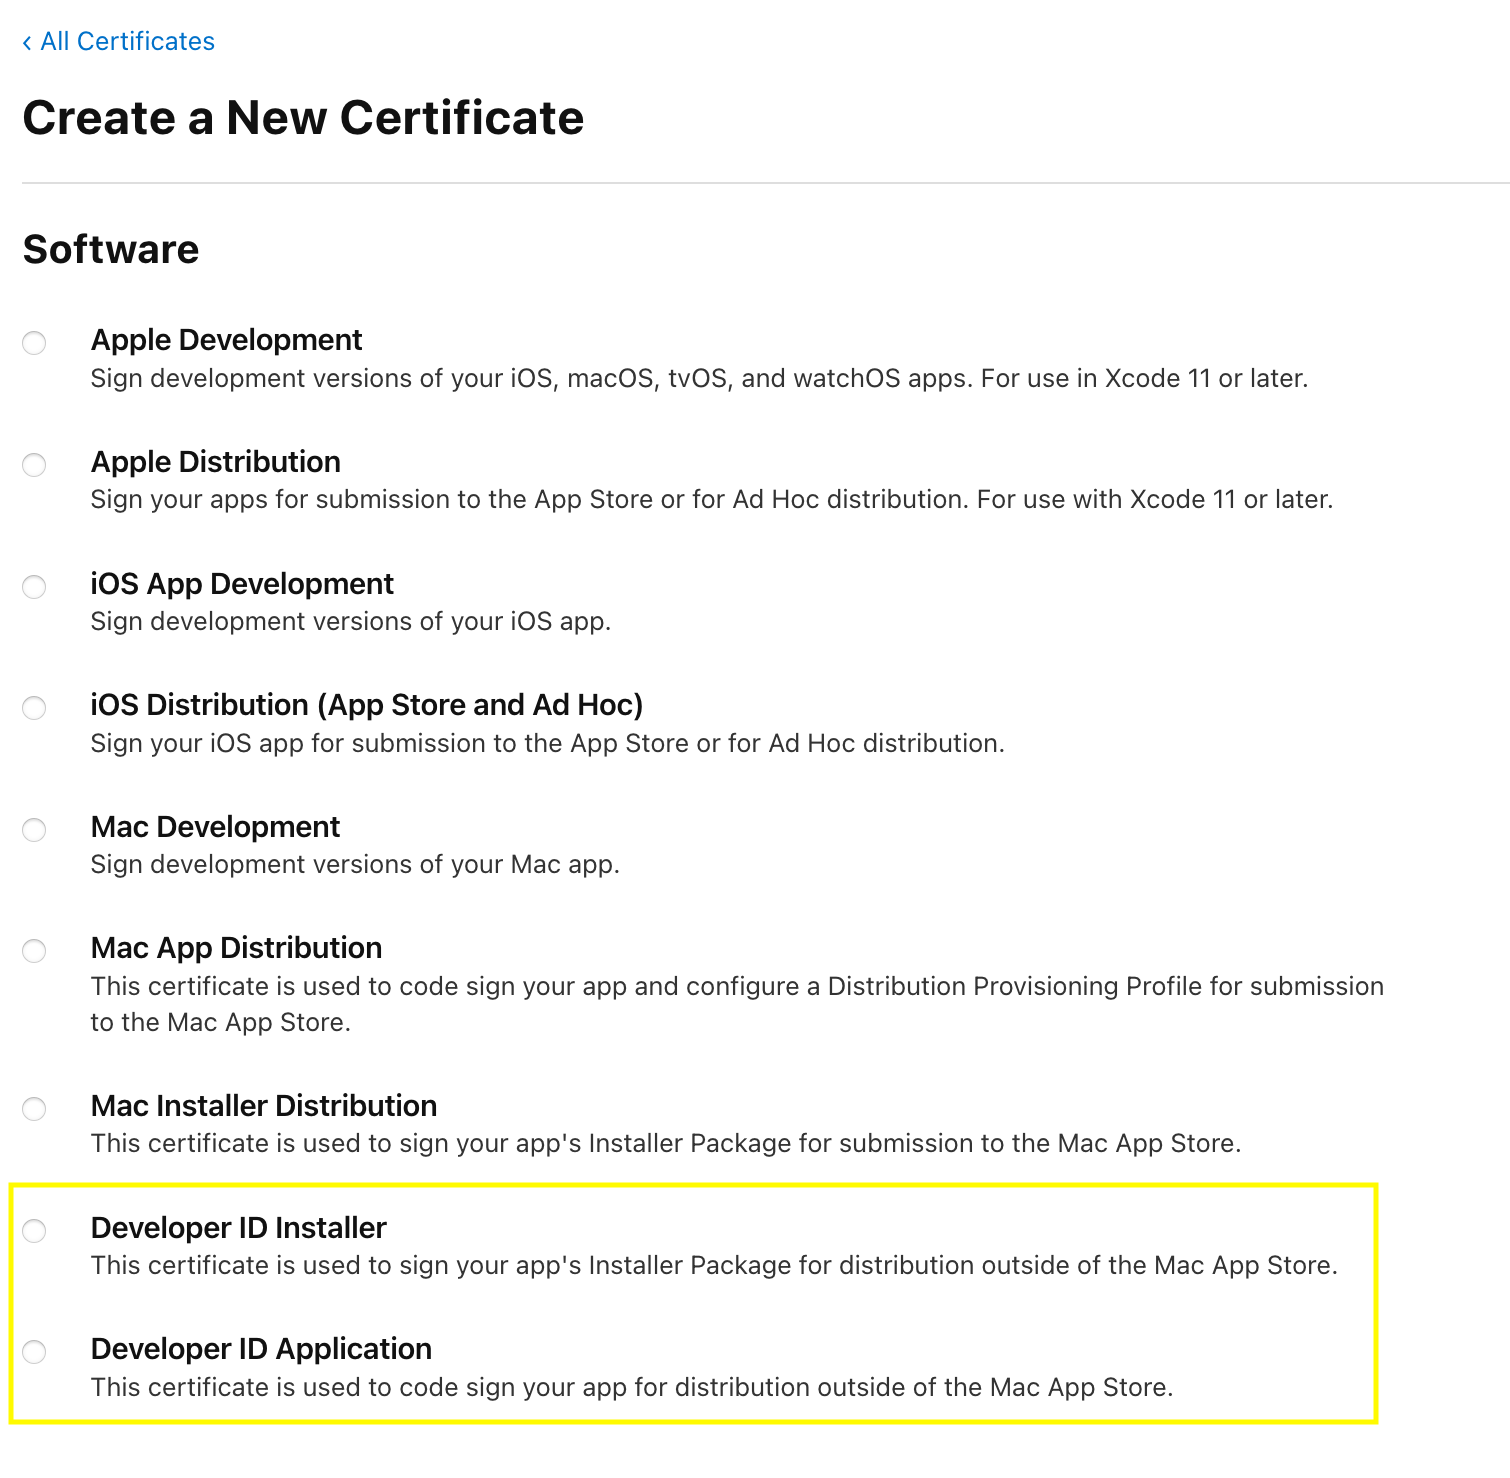 ‹ All Certificates
Create a New Certificate
Software
Apple Development
Sign development versions of your iOS, macOS, tvOS, and watchOS apps. For use in Xcode 11 or later.
Apple Distribution
Sign your apps for submission to the App Store or for Ad Hoc distribution. For use with Xcode 11 or later.
iOS App Development
Sign development versions of your iOS app.
iOS Distribution (App Store and Ad Hoc)
Sign your iOS app for submission to the App Store or for Ad Hoc distribution.
Mac Development
Sign development versions of your Mac app.
Mac App Distribution
This certificate is used to code sign your app and configure a Distribution Provisioning Profile for submission
to the Mac App Store.
Mac Installer Distribution
This certificate is used to sign your app's Installer Package for submission to the Mac App Store.
Developer ID Installer
This certificate is used to sign your app's Installer Package for distribution outside of the Mac App Store.
Developer ID Application
This certificate is used to code sign your app for distribution outside of the Mac App Store.